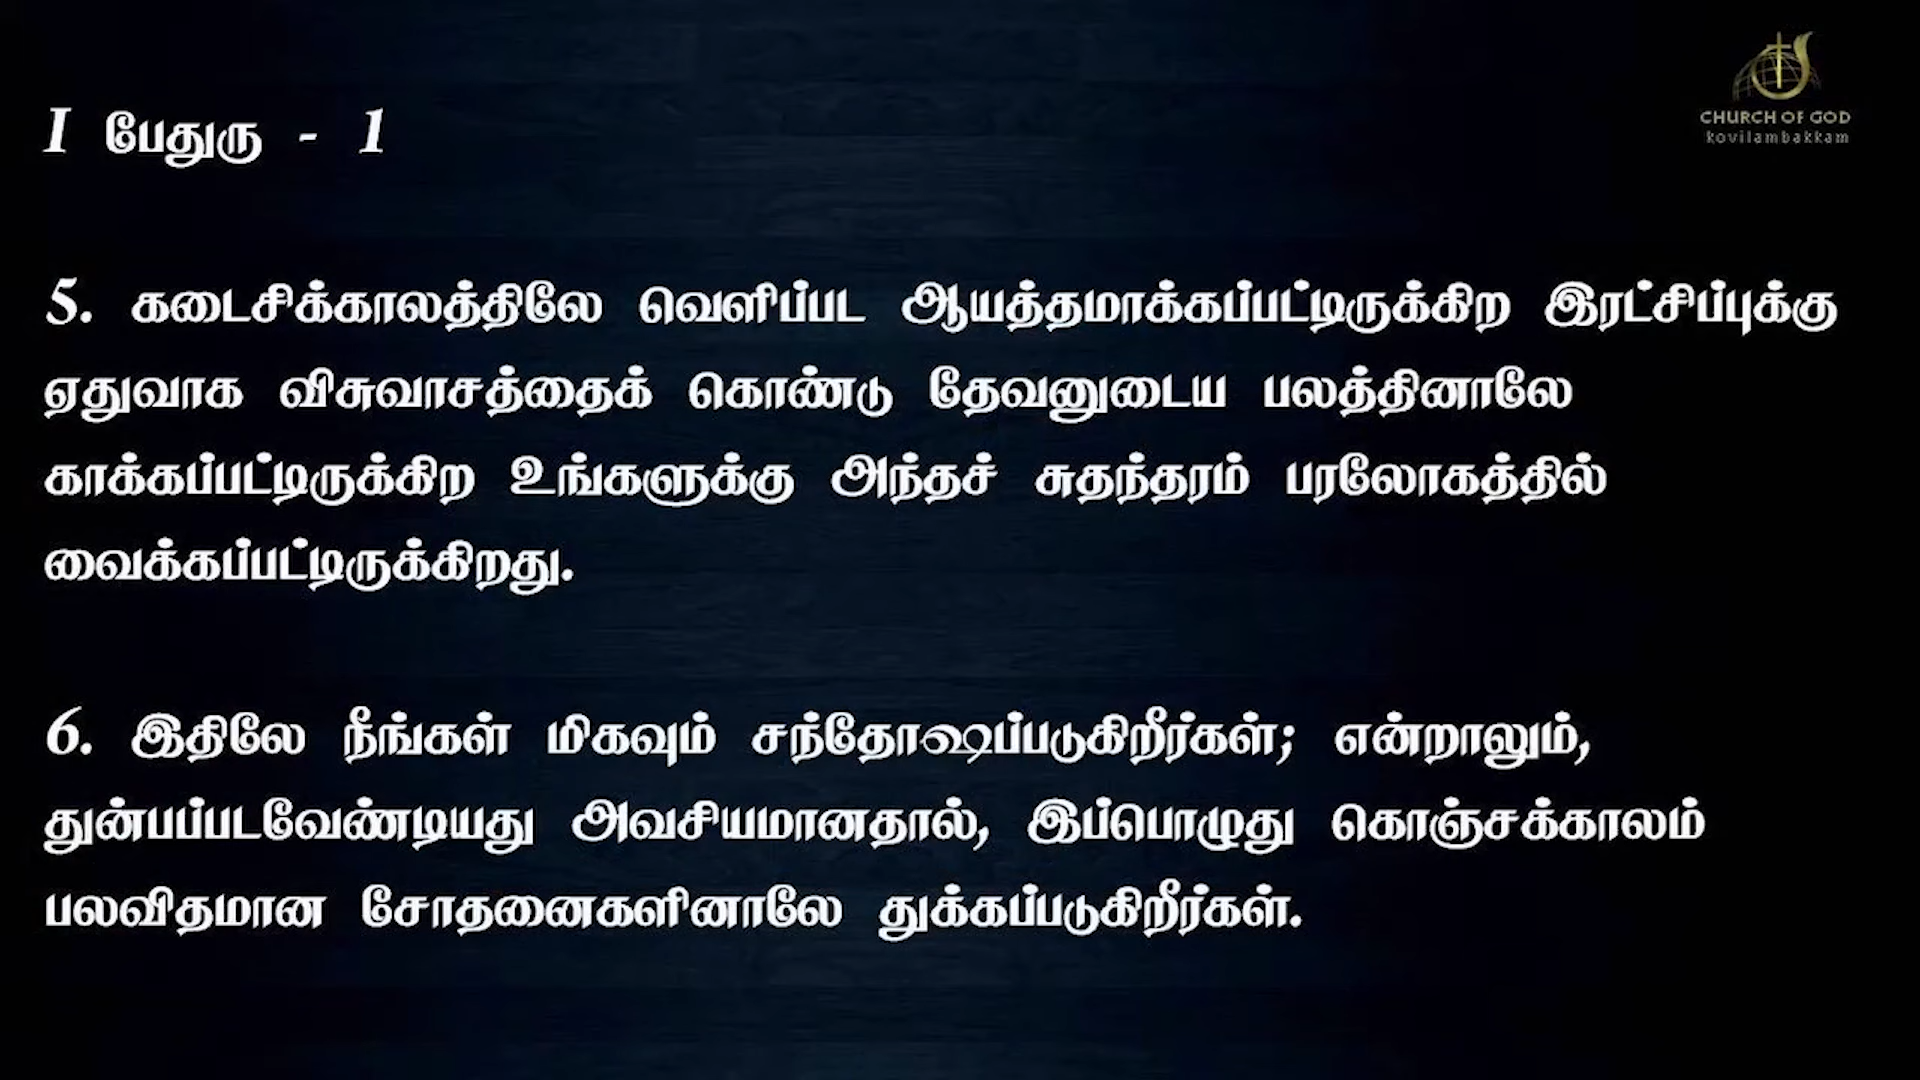 I பேதுரு - 1
CHURCH OF GOD
kovilambakkam
5. கடைசிக்காலத்திலே வெளிப்பட ஆயத்தமாக்கப்பட்டிருக்கிற இரட்சிப்புக்கு
ஏதுவாக விசுவாசத்தைக் கொண்டு தேவனுடைய பலத்தினாலே
காக்கப்பட்டிருக்கிற உங்களுக்கு அந்தச் சுதந்தரம் பரலோகத்தில்
வைக்கப்பட்டிருக்கிறது.
6. இதிலே நீங்கள் மிகவும் சந்தோஷப்படுகிறீர்கள்; என்றாலும்,
துன்பப்படவேண்டியது அவசியமானதால், இப்பொழுது கொஞ்சக்காலம்
பலவிதமான சோதனைகளினாலே துக்கப்படுகிறீர்கள்.